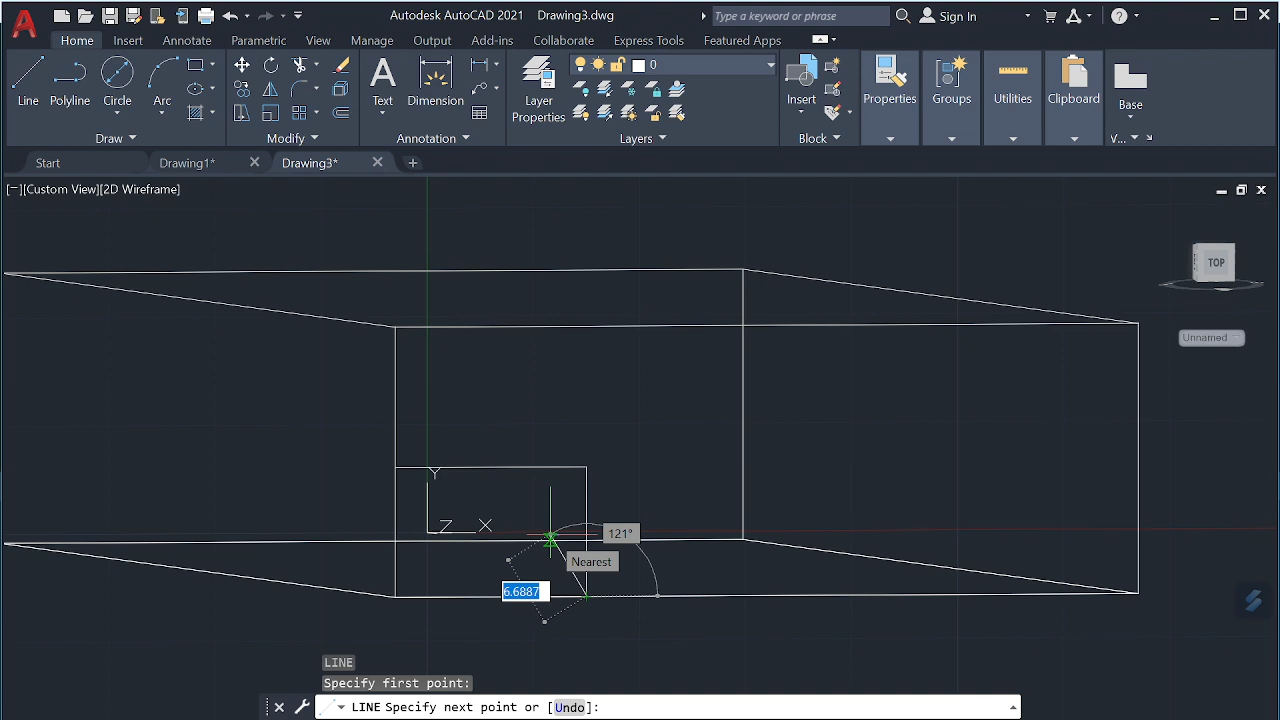 Autodesk AutoCAD 2021 Drawing3.dwg Type a keyword or phrase Sign In
Home Insert Annotate Parametric View Manage Output Add-ins Collaborate Express Tools Featured Apps
0
Line Polyline Circle Arc Text Dimension Layer Properties Insert Properties Groups Utilities Clipboard Base
Draw Modify Annotation Layers Block V...
Start Drawing1* Drawing3*
[−][Custom View][2D Wireframe]
TOP
Unnamed
Y
Z X
121°
Nearest
6.6887
LINE
Specify first point:
LINE Specify next point or [Undo]: